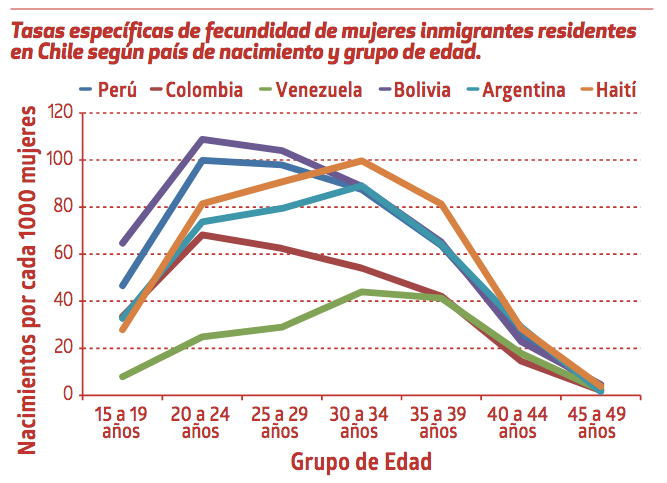 Tasas específicas de fecundidad de mujeres inmigrantes residentes
en Chile según país de nacimiento y grupo de edad.
Perú Colombia Venezuela Bolivia Argentina Haití
Nacimientos por cada 1000 mujeres
120
100
80
60
40
20
0
15 a 19 20 a 24 25 a 29 30 a 34 35 a 39 40 a 44 45 a 49
años años años años años años años
Grupo de Edad